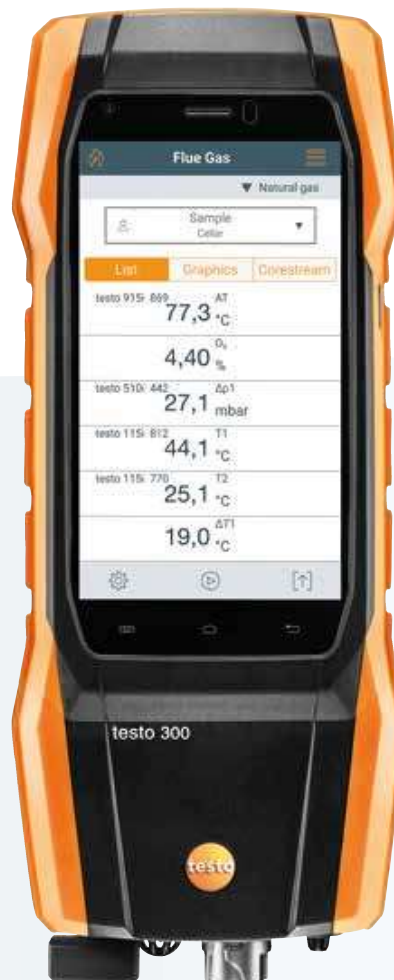 Flue Gas
▼ Natural gas
Sample ▼
Cellar
List Graphics Corestream
testo 915i 869 AT
77,3 °C
O₂
4,40 %
testo 510i 442 Δp1
27,1 mbar
testo 115i 812 T1
44,1 °C
testo 115i 770 T2
25,1 °C
ΔT1
19,0 °C
testo 300
testo